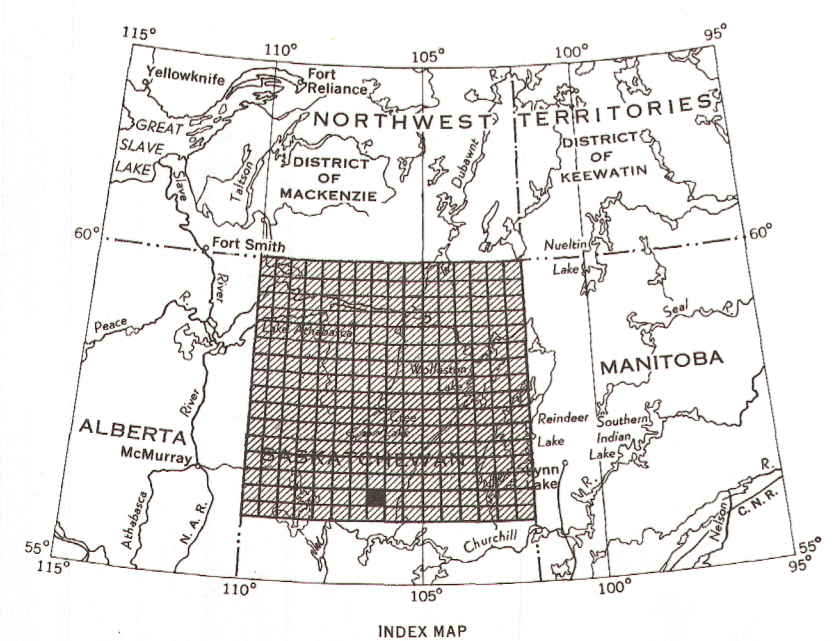 115°
110°
105°
100°
95°
Yellowknife
Fort
Reliance
R.
NORTHWEST TERRITORIES
GREAT
SLAVE
LAKE
Slave
Taltson
R.
DISTRICT
OF
MACKENZIE
Dubawnt
DISTRICT
OF
KEEWATIN
60°
Fort Smith
Nueltin
Lake
60°
River
R.
Peace
Lake Athabasca
Seal
R.
Wollaston
Lake
MANITOBA
River
Cree
Lake
Reindeer
Lake
Southern
Indian
Lake
ALBERTA
McMurray
SASKATCHEWAN
Lynn
Lake
R.
R.
Athabasca
N. A. R.
Churchill
Nelson
C.N.R.
55°
115°
110°
105°
100°
55°
95°
INDEX MAP